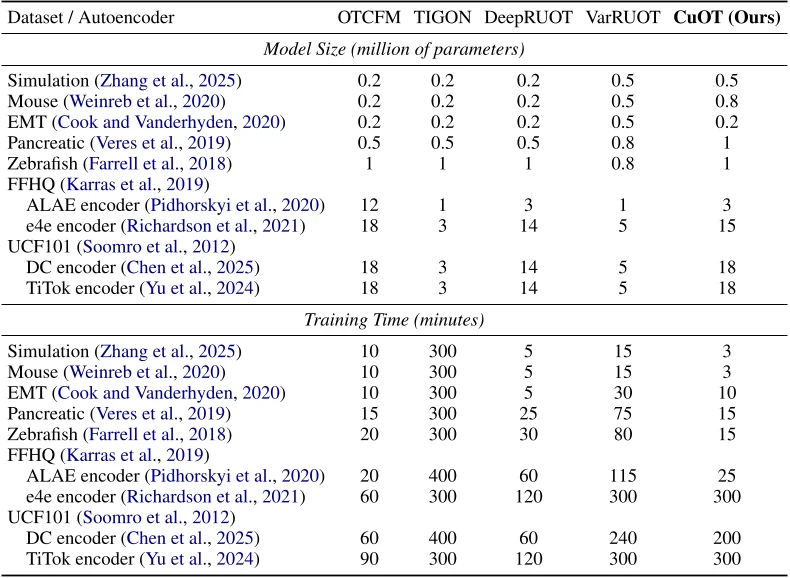 Dataset / Autoencoder OTCFM TIGON DeepRUOT VarRUOT CuOT (Ours)
Model Size (million of parameters)
Simulation (Zhang et al., 2025) 0.2 0.2 0.2 0.5 0.5
Mouse (Weinreb et al., 2020) 0.2 0.2 0.2 0.5 0.8
EMT (Cook and Vanderhyden, 2020) 0.2 0.2 0.2 0.5 0.2
Pancreatic (Veres et al., 2019) 0.5 0.5 0.5 0.8 1
Zebrafish (Farrell et al., 2018) 1 1 1 0.8 1
FFHQ (Karras et al., 2019)
ALAE encoder (Pidhorskyi et al., 2020) 12 1 3 1 3
e4e encoder (Richardson et al., 2021) 18 3 14 5 15
UCF101 (Soomro et al., 2012)
DC encoder (Chen et al., 2025) 18 3 14 5 18
TiTok encoder (Yu et al., 2024) 18 3 14 5 18
Training Time (minutes)
Simulation (Zhang et al., 2025) 10 300 5 15 3
Mouse (Weinreb et al., 2020) 10 300 5 15 3
EMT (Cook and Vanderhyden, 2020) 10 300 5 30 10
Pancreatic (Veres et al., 2019) 15 300 25 75 15
Zebrafish (Farrell et al., 2018) 20 300 30 80 15
FFHQ (Karras et al., 2019)
ALAE encoder (Pidhorskyi et al., 2020) 20 400 60 115 25
e4e encoder (Richardson et al., 2021) 60 300 120 300 300
UCF101 (Soomro et al., 2012)
DC encoder (Chen et al., 2025) 60 400 60 240 200
TiTok encoder (Yu et al., 2024) 90 300 120 300 300